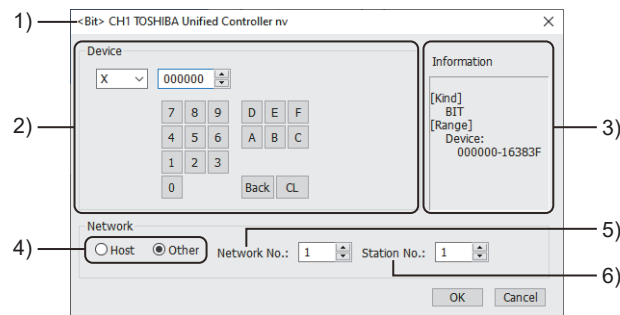 1) <Bit> CH1 TOSHIBA Unified Controller nv
Device
X 000000
7 8 9 D E F
4 5 6 A B C
1 2 3
0 Back CL
2)
Information
[Kind]
BIT
[Range]
Device:
000000-16383F
3)
Network
4) Host Other Network No.: 1 Station No.: 1
5)
6)
OK Cancel